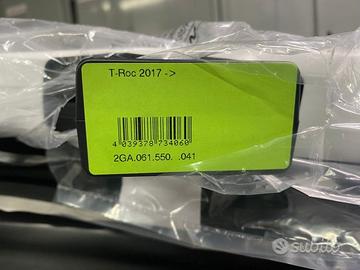 T-Roc 2017 ->
4 039378 734060
2GA.061.550. .041
subito